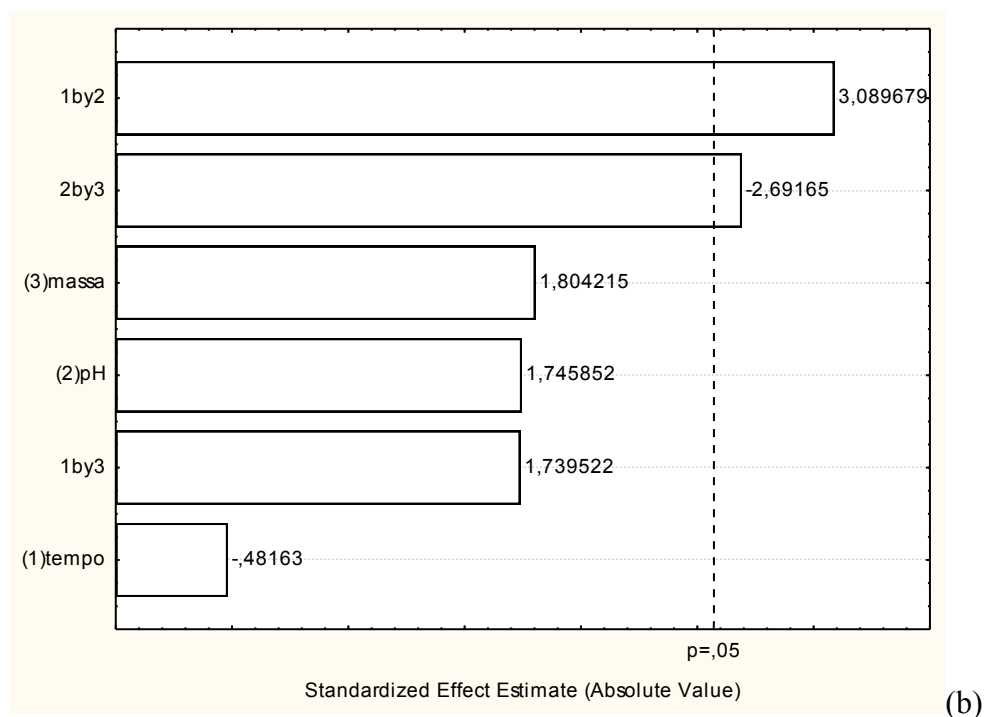 1by2
3,089679
2by3
-2,69165
(3)massa
1,804215
(2)pH
1,745852
1by3
1,739522
(1)tempo
-,48163
p=,05
Standardized Effect Estimate (Absolute Value)
(b)